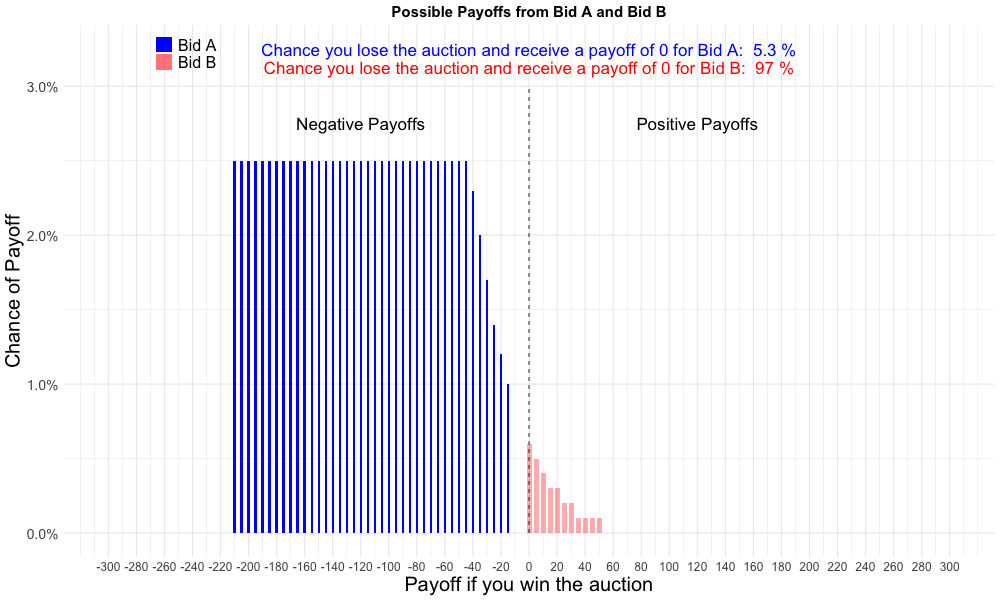 Possible Payoffs from Bid A and Bid B
Bid A
Bid B
Chance you lose the auction and receive a payoff of 0 for Bid A:  5.3 %
Chance you lose the auction and receive a payoff of 0 for Bid B:  97 %
Negative Payoffs
Positive Payoffs
Chance of Payoff
3.0%
2.0%
1.0%
0.0%
-300 -280 -260 -240 -220 -200 -180 -160 -140 -120 -100 -80 -60 -40 -20 0 20 40 60 80 100 120 140 160 180 200 220 240 260 280 300
Payoff if you win the auction